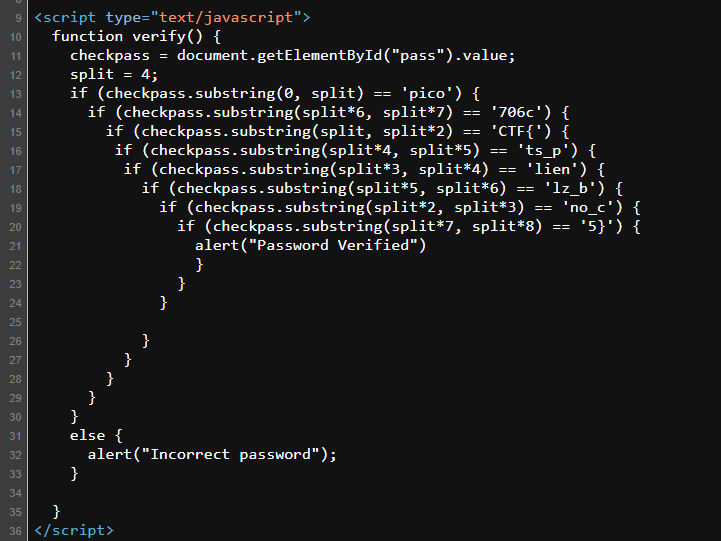 9 <script type="text/javascript">
10 function verify() {
11 checkpass = document.getElementById("pass").value;
12 split = 4;
13 if (checkpass.substring(0, split) == 'pico') {
14 if (checkpass.substring(split*6, split*7) == '706c') {
15 if (checkpass.substring(split, split*2) == 'CTF{') {
16 if (checkpass.substring(split*4, split*5) == 'ts_p') {
17 if (checkpass.substring(split*3, split*4) == 'lien') {
18 if (checkpass.substring(split*5, split*6) == 'lz_b') {
19 if (checkpass.substring(split*2, split*3) == 'no_c') {
20 if (checkpass.substring(split*7, split*8) == '5}') {
21 alert("Password Verified")
22 }
23 }
24 }
25
26 }
27 }
28 }
29 }
30 }
31 else {
32 alert("Incorrect password");
33 }
34
35 }
36 </script>